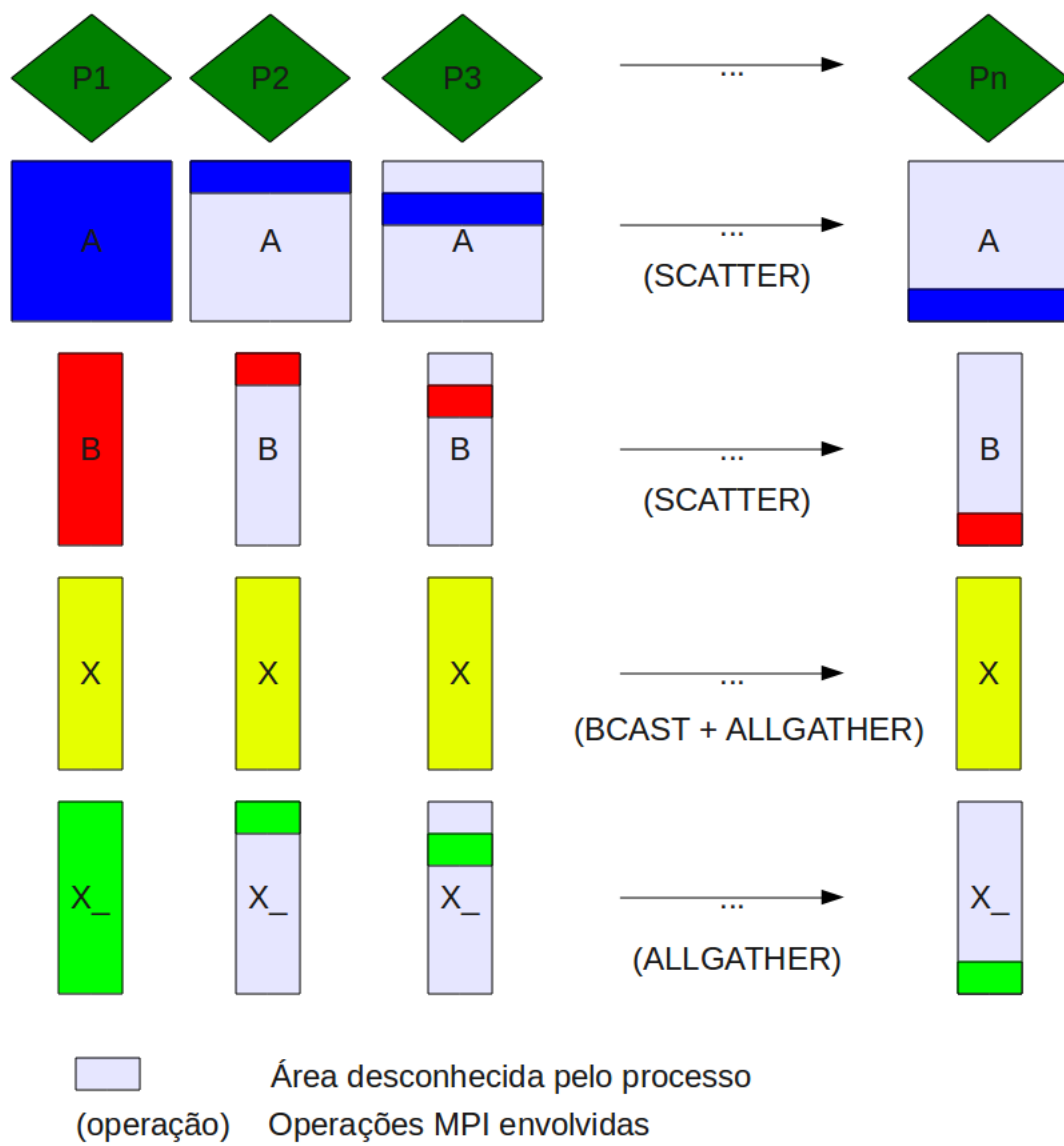 P1 P2 P3 ... Pn
A A A ... A
(SCATTER)
B B B ... B
(SCATTER)
X X X ... X
(BCAST + ALLGATHER)
X_ X_ X_ ... X_
(ALLGATHER)
Área desconhecida pelo processo
(operação) Operações MPI envolvidas